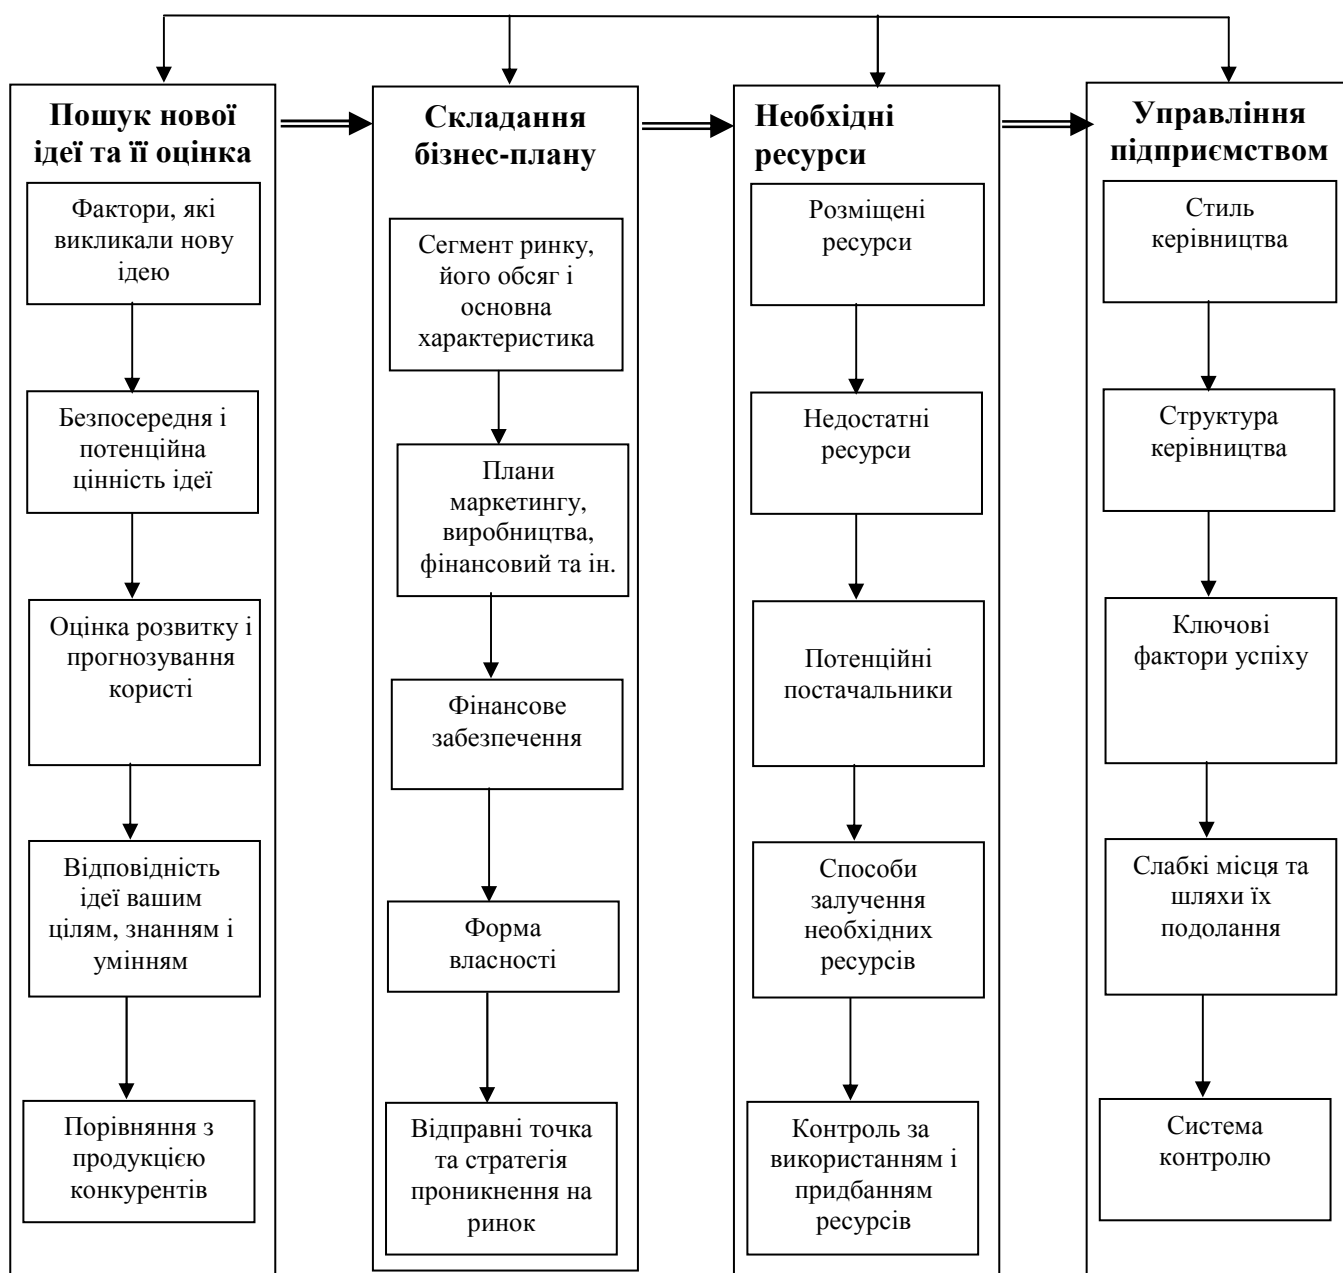 Пошук нової
ідеї та її оцінка
Фактори, які
викликали нову
ідею
Безпосередня і
потенційна
цінність ідеї
Оцінка розвитку і
прогнозування
користі
Відповідність
ідеї вашим
цілям, знанням і
умінням
Порівняння з
продукцією
конкурентів
Складання
бізнес-плану
Сегмент ринку,
його обсяг і
основна
характеристика
Плани
маркетингу,
виробництва,
фінансовий та ін.
Фінансове
забезпечення
Форма
власності
Відправні точка
та стратегія
проникнення на
ринок
Необхідні
ресурси
Розміщені
ресурси
Недостатні
ресурси
Потенційні
постачальники
Способи
залучення
необхідних
ресурсів
Контроль за
використанням і
придбанням
ресурсів
Управління
підприємством
Стиль
керівництва
Структура
керівництва
Ключові
фактори успіху
Слабкі місця та
шляхи їх
подолання
Система
контролю